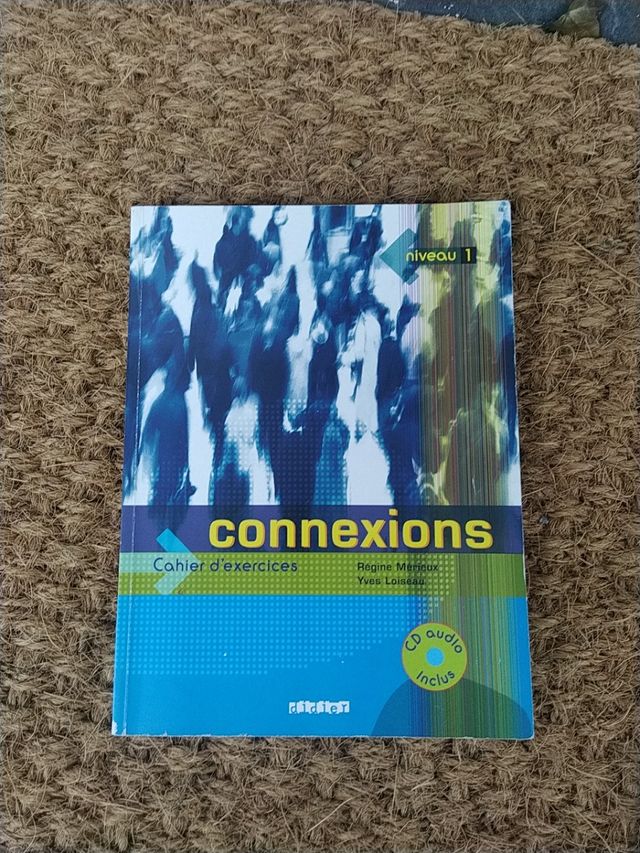 niveau 1
connexions
Cahier d'exercices
Régine Mérieux
Yves Loiseau
CD audio
Inclus
didier